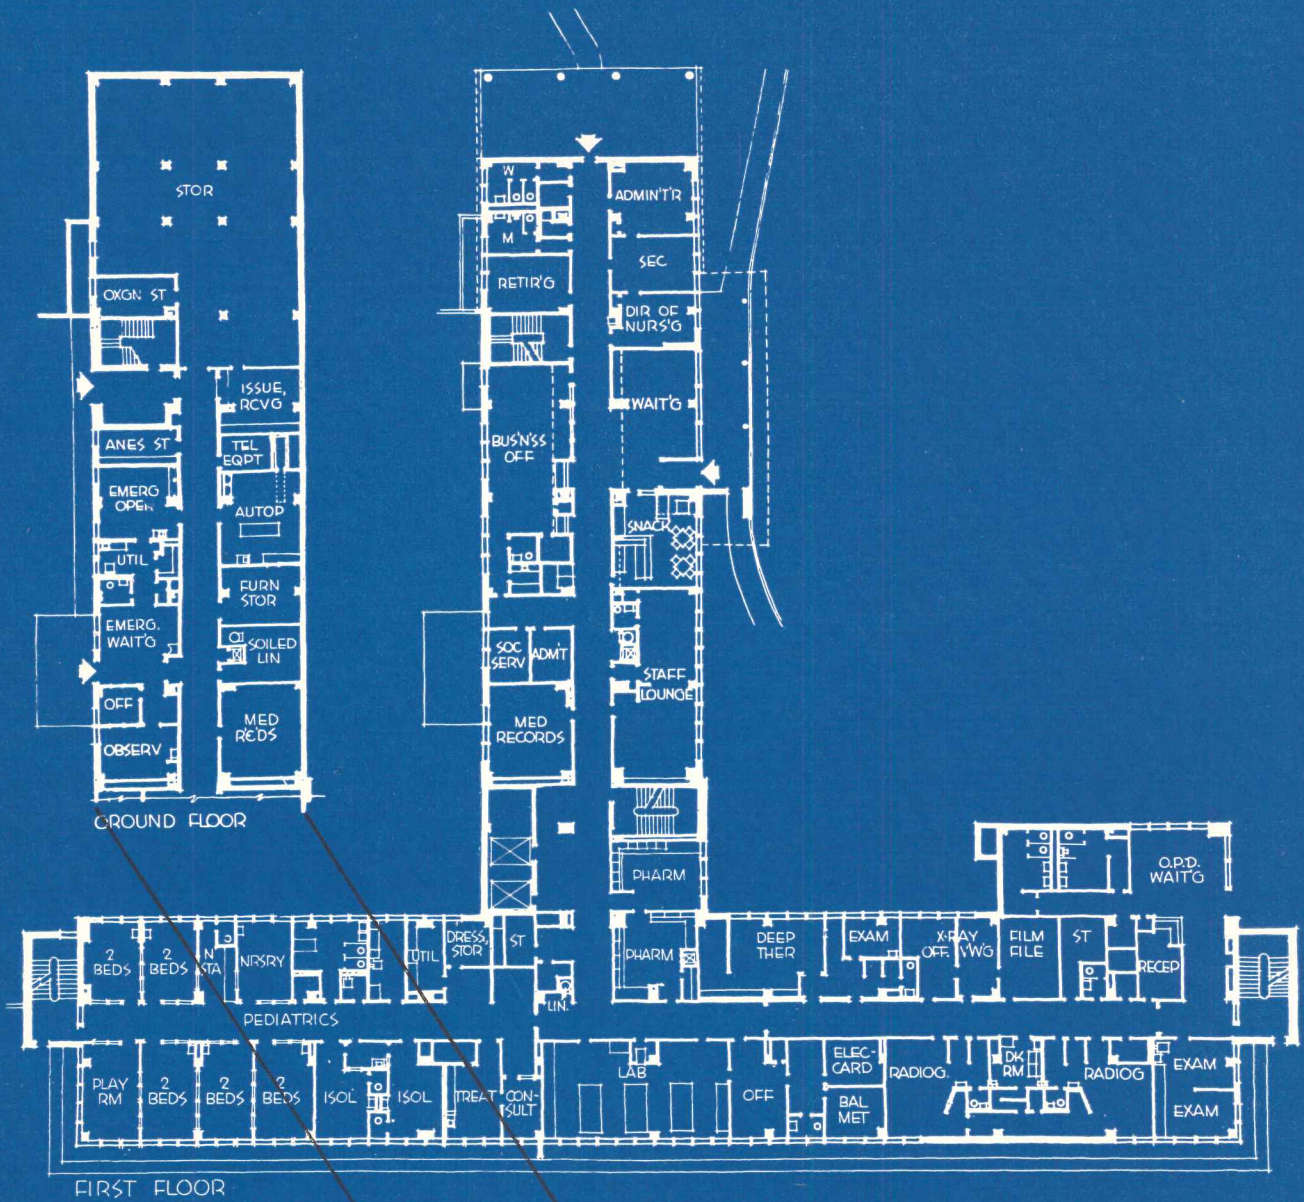 STOR
OXGN ST
ISSUE,
RCVG
ANES ST
TEL
EQPT
EMERG
OPER
AUTOP
UTIL
FURN
STOR
EMERG.
WAIT'G
SOILED
LIN
OFF
MED
REDS
OBSERV
GROUND FLOOR
W
ADMIN'T'R
M
SEC
RETIR'G
DIR OF
NURS'G
WAIT'G
BUS'N'SS
OFF
SNACK
SOC
SERV
ADM'T
STAFF
LOUNGE
MED
RECORDS
PHARM
O.P.D.
WAIT'G
2
BEDS
2
BEDS
N
STA
NRSRY
UTIL
DRESS,
STOR
ST
LIN.
PHARM
DEEP
THER
EXAM
X-RAY
OFF. V'W'G
FILM
FILE
ST
RECEP
PEDIATRICS
PLAY
RM
2
BEDS
2
BEDS
2
BEDS
ISOL
ISOL
TREAT
CON-
SULT
LAB
OFF
ELEC-
CARD
BAL
MET
RADIOG.
DK
RM
RADIOG
EXAM
EXAM
FIRST FLOOR